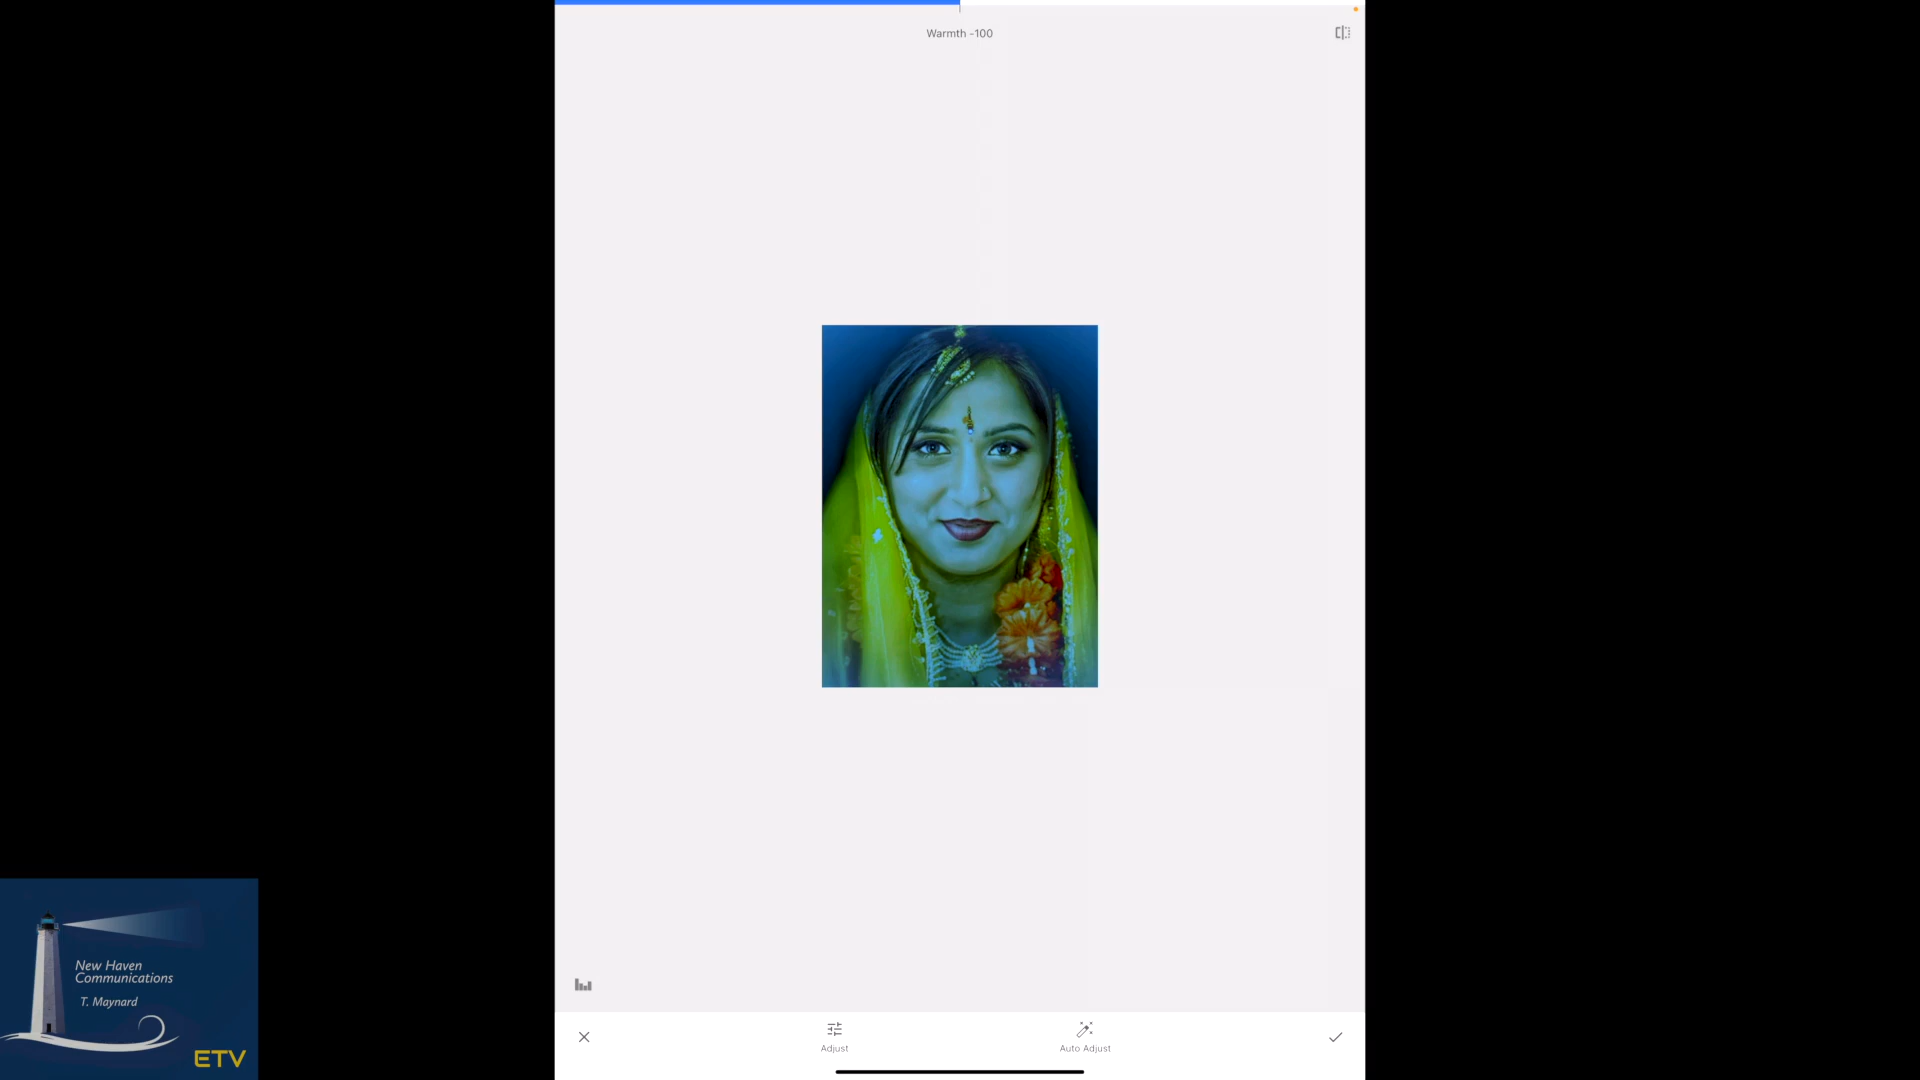 Warmth -100
New Haven
Communications
T. Maynard
ETV
Adjust
Auto Adjust